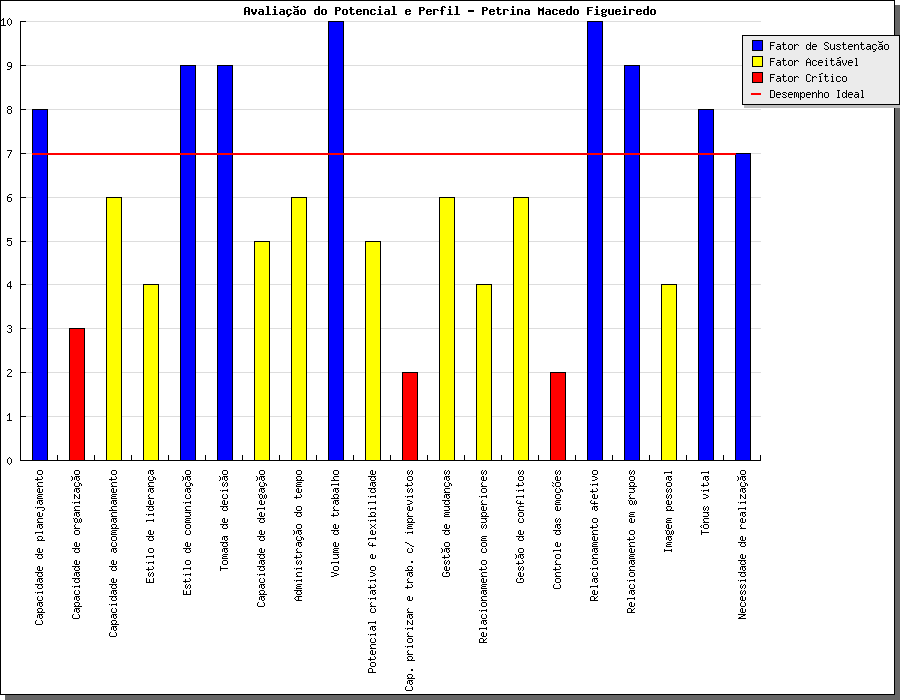 Avaliação do Potencial e Perfil - Petrina Macedo Figueiredo
10
9
8
7
6
5
4
3
2
1
0
Fator de Sustentação
Fator Aceitável
Fator Crítico
Desempenho Ideal
Capacidade de planejamento
Capacidade de organização
Capacidade de acompanhamento
Estilo de liderança
Estilo de comunicação
Tomada de decisão
Capacidade de delegação
Administração do tempo
Volume de trabalho
Potencial criativo e flexibilidade
Cap. priorizar e trab. c/ imprevistos
Gestão de mudanças
Relacionamento com superiores
Gestão de conflitos
Controle das emoções
Relacionamento afetivo
Relacionamento em grupos
Imagem pessoal
Tônus vital
Necessidade de realização